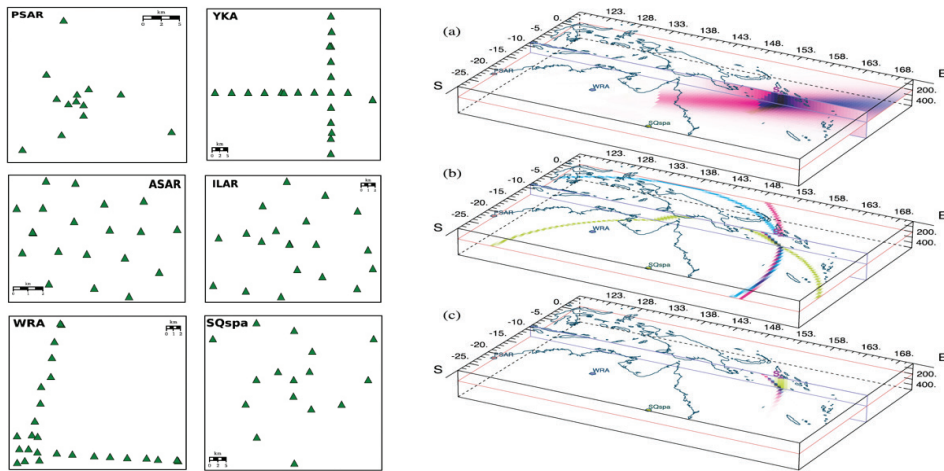 PSAR
km
0 2 5
YKA
km
0 2 5
ASAR
km
ILAR
km
0 1 2
WRA
km
0 1 2
SQspa
km
0 2 5
(a)
123.
128.
133.
138.
143.
148.
153.
158.
163.
168.
0.
-5.
-10.
-15.
-20.
-25.
S
E
200.
400.
PSAR
WRA
SQspa
(b)
123.
128.
133.
138.
143.
148.
153.
158.
163.
168.
0.
-5.
-10.
-15.
-20.
-25.
S
E
200.
400.
PSAR
WRA
SQspa
(c)
123.
128.
133.
138.
143.
148.
153.
158.
163.
168.
0.
-5.
-10.
-15.
-20.
-25.
S
E
200.
400.
PSAR
WRA
SQspa